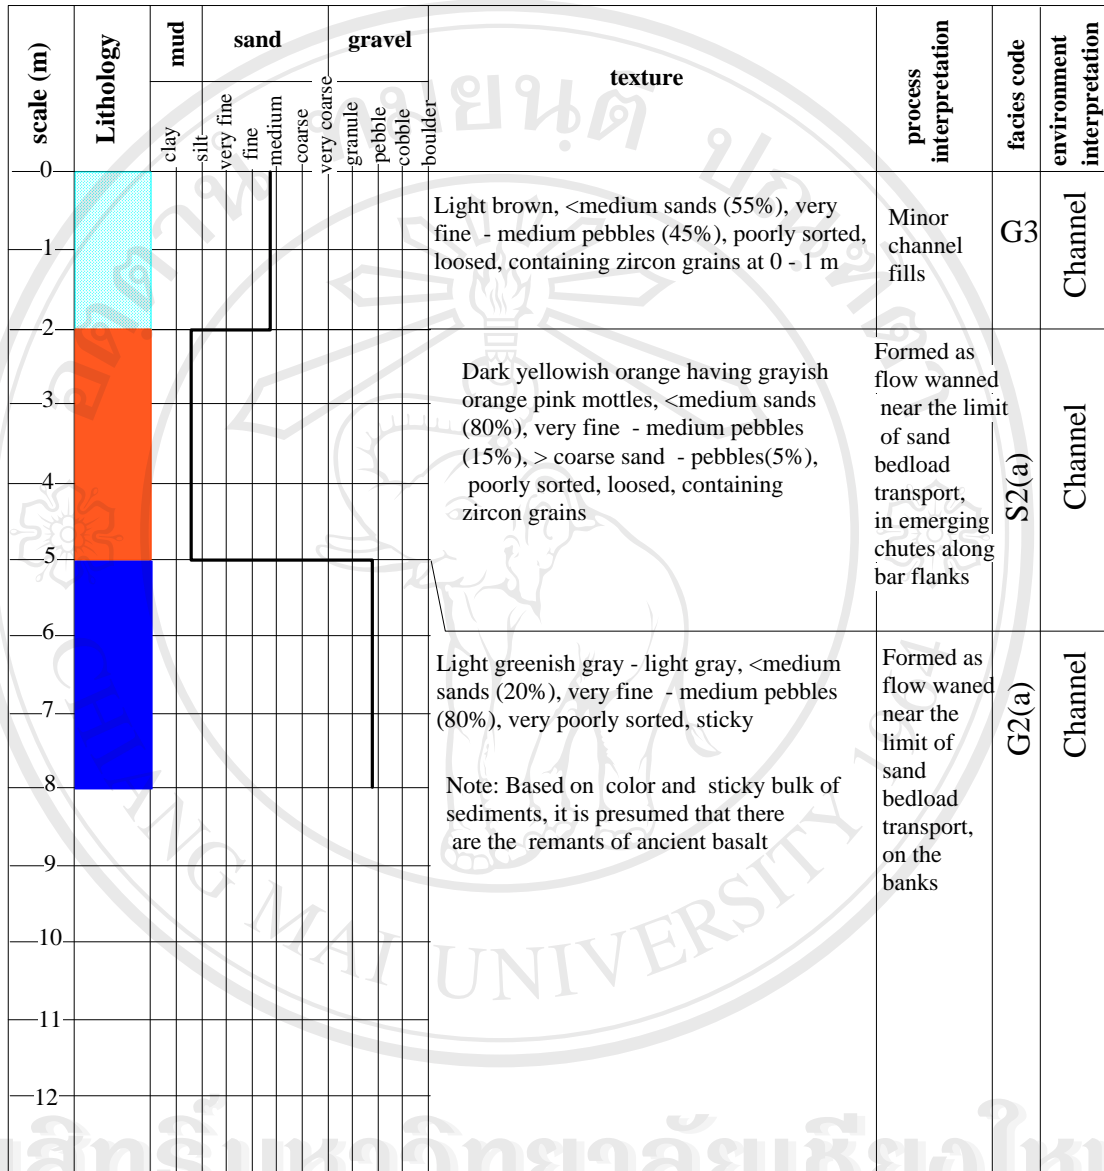 scale (m)
Lithology
mud
sand
gravel
clay
silt
very fine
fine
medium
coarse
very coarse
granule
pebble
cobble
boulder
texture
process
interpretation
facies code
environment
interpretation
0
1
2
3
4
5
6
7
8
9
10
11
12
Light brown, <medium sands (55%), very
fine - medium pebbles (45%), poorly sorted,
loosed, containing zircon grains at 0 - 1 m
Minor
channel
fills
G3
Channel
Dark yellowish orange having grayish
orange pink mottles, <medium sands
(80%), very fine - medium pebbles
(15%), > coarse sand - pebbles(5%),
poorly sorted, loosed, containing
zircon grains
Formed as
flow wanned
near the limit
of sand
bedload
transport,
in emerging
chutes along
bar flanks
S2(a)
Channel
Light greenish gray - light gray, <medium
sands (20%), very fine - medium pebbles
(80%), very poorly sorted, sticky
Note: Based on color and sticky bulk of
sediments, it is presumed that there
are the remants of ancient basalt
Formed as
flow waned
near the
limit of
sand
bedload
transport,
on the
banks
G2(a)
Channel
CHIANG MAI UNIVERSITY 1964